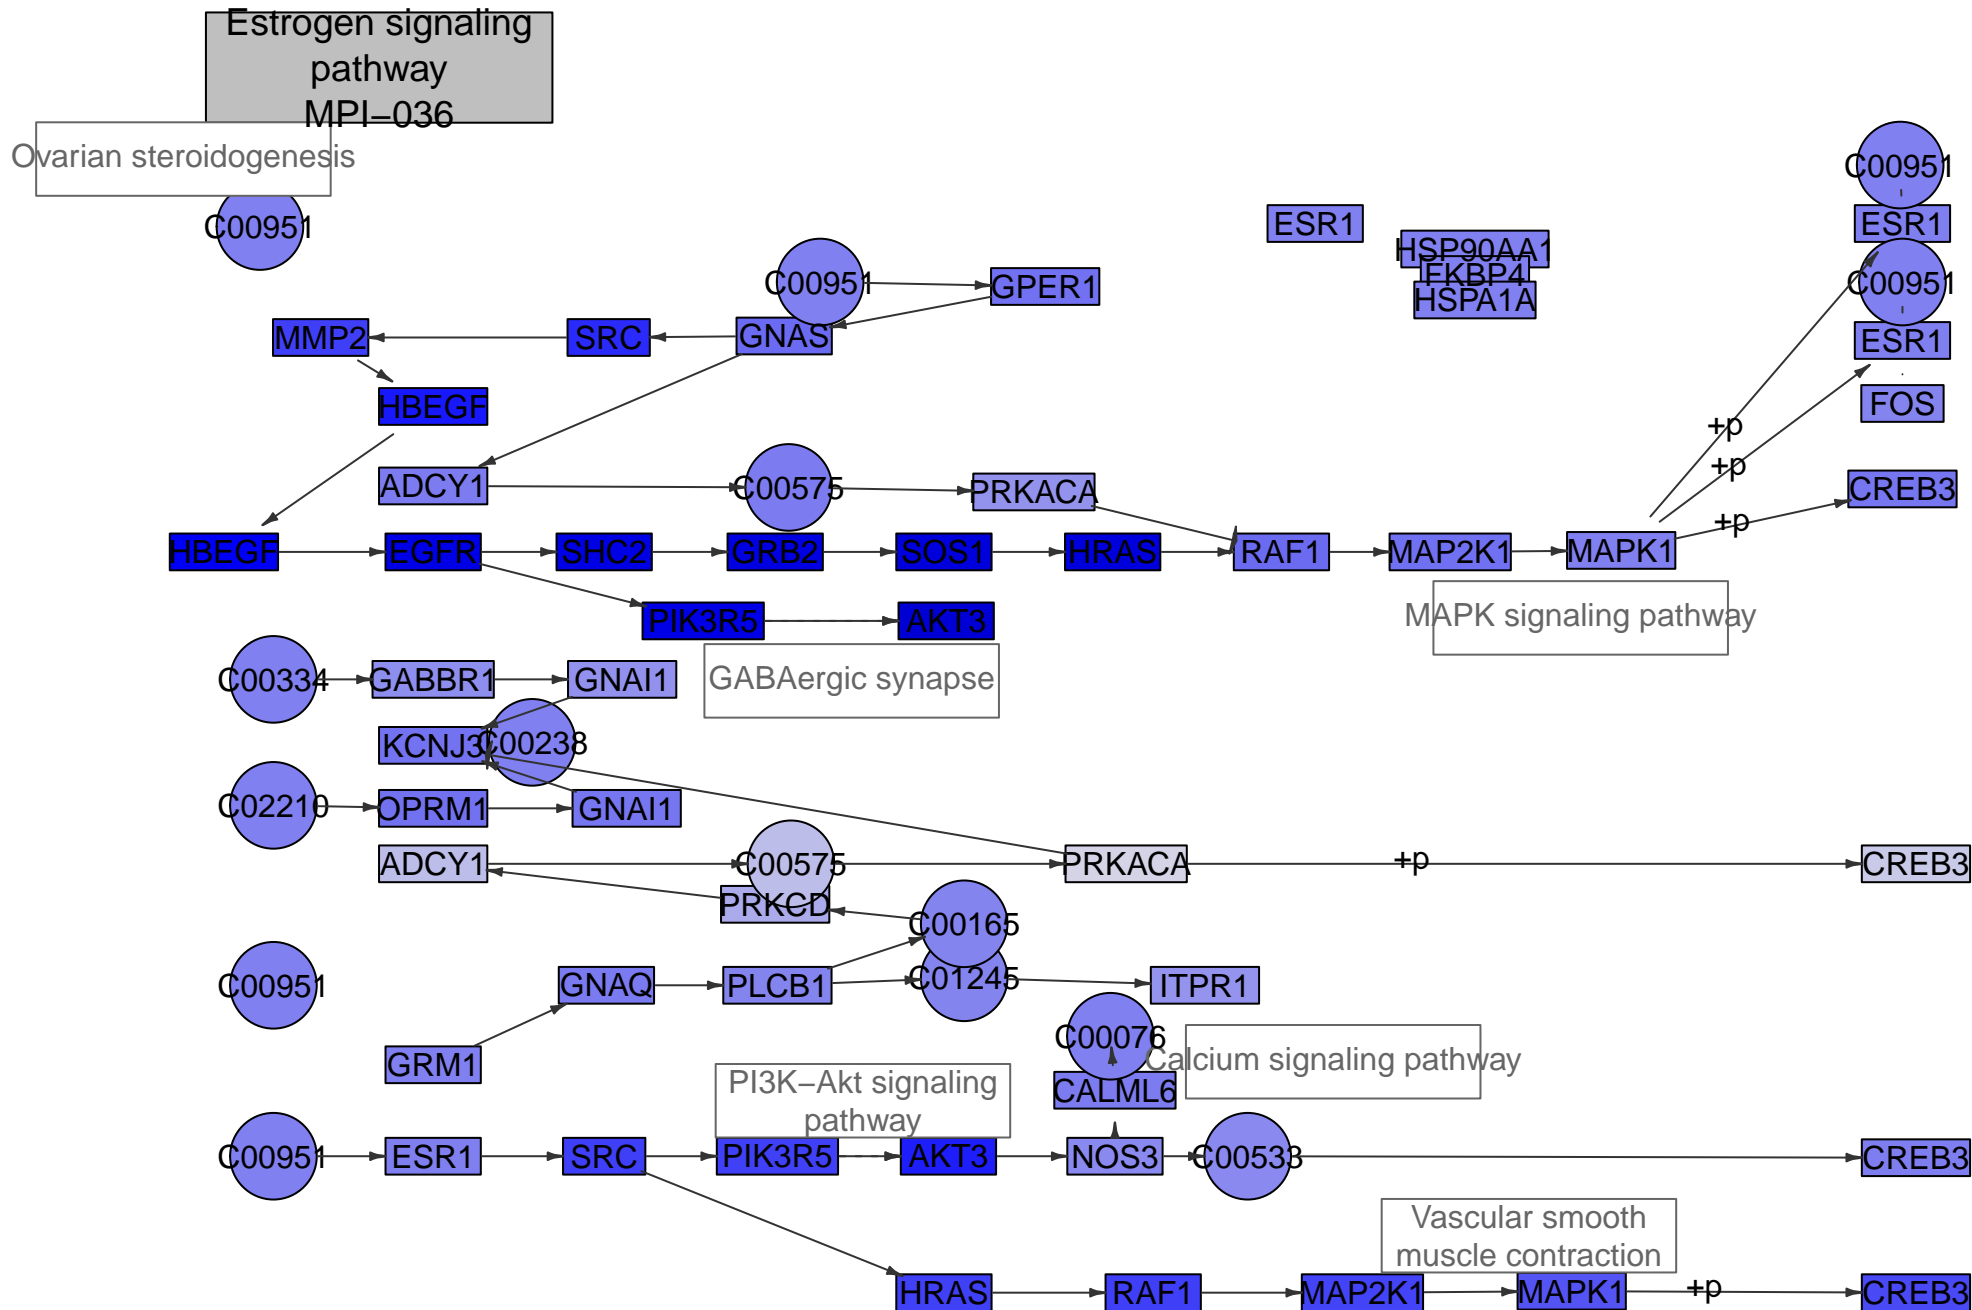 Estrogen signaling
pathway
MPI−036
Ovarian steroidogenesis
C00951
C00951
ESR1
C00951
ESR1
HSP90AA1
FKBP4
HSPA1A
C00951
GPER1
C00951
MMP2
SRC
GNAS
ESR1
HBEGF
FOS
+p
+p
ADCY1
C00575
PRKACA
CREB3
+p
HBEGF
EGFR
SHC2
GRB2
SOS1
HRAS
RAF1
MAP2K1
MAPK1
PIK3R5
AKT3
MAPK signaling pathway
C00334
GABBR1
GNAI1
GABAergic synapse
KCNJ3
C00238
C02210
OPRM1
GNAI1
ADCY1
C00575
PRKACA
+p
CREB3
PRKCD
C00165
C00951
GNAQ
PLCB1
C01245
ITPR1
C00076
Calcium signaling pathway
GRM1
PI3K−Akt signaling
pathway
CALML6
C00951
ESR1
SRC
PIK3R5
AKT3
NOS3
C00533
CREB3
Vascular smooth
muscle contraction
HRAS
RAF1
MAP2K1
MAPK1
+p
CREB3